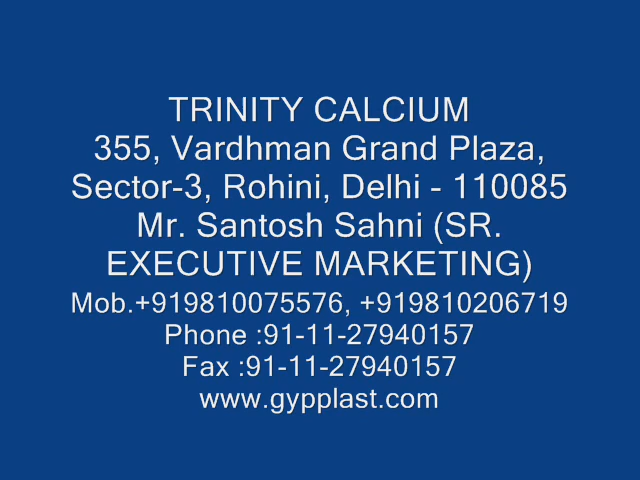 TRINITY CALCIUM
355, Vardhman Grand Plaza,
Sector-3, Rohini, Delhi - 110085
Mr. Santosh Sahni (SR.
EXECUTIVE MARKETING)
Mob.+919810075576, +919810206719
Phone :91-11-27940157
Fax :91-11-27940157
www.gypplast.com